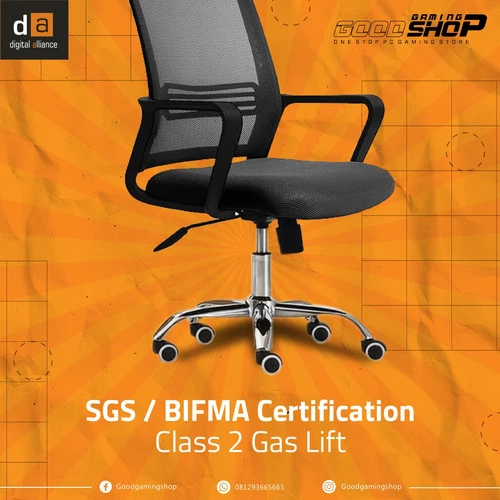 da
digital alliance
GOOD GAMING SHOP
ONE STOP PC GAMING STORE
SGS / BIFMA Certification
Class 2 Gas Lift
Goodgamingshop
081293665665
Goodgamingshop